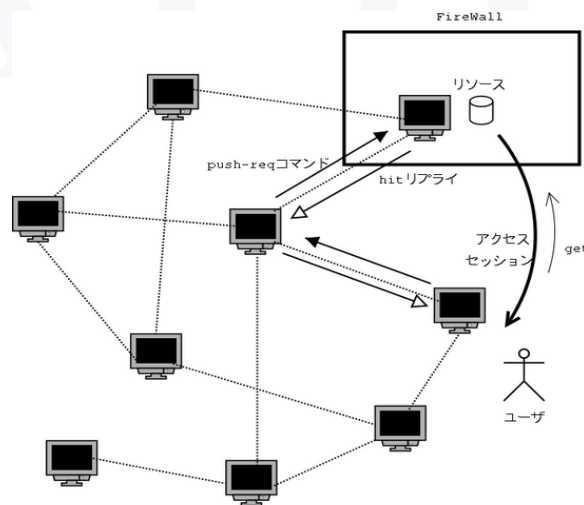 FireWall
リソース
push-reqコマンド
hitリプライ
アクセス
セッション
get
ユーザ